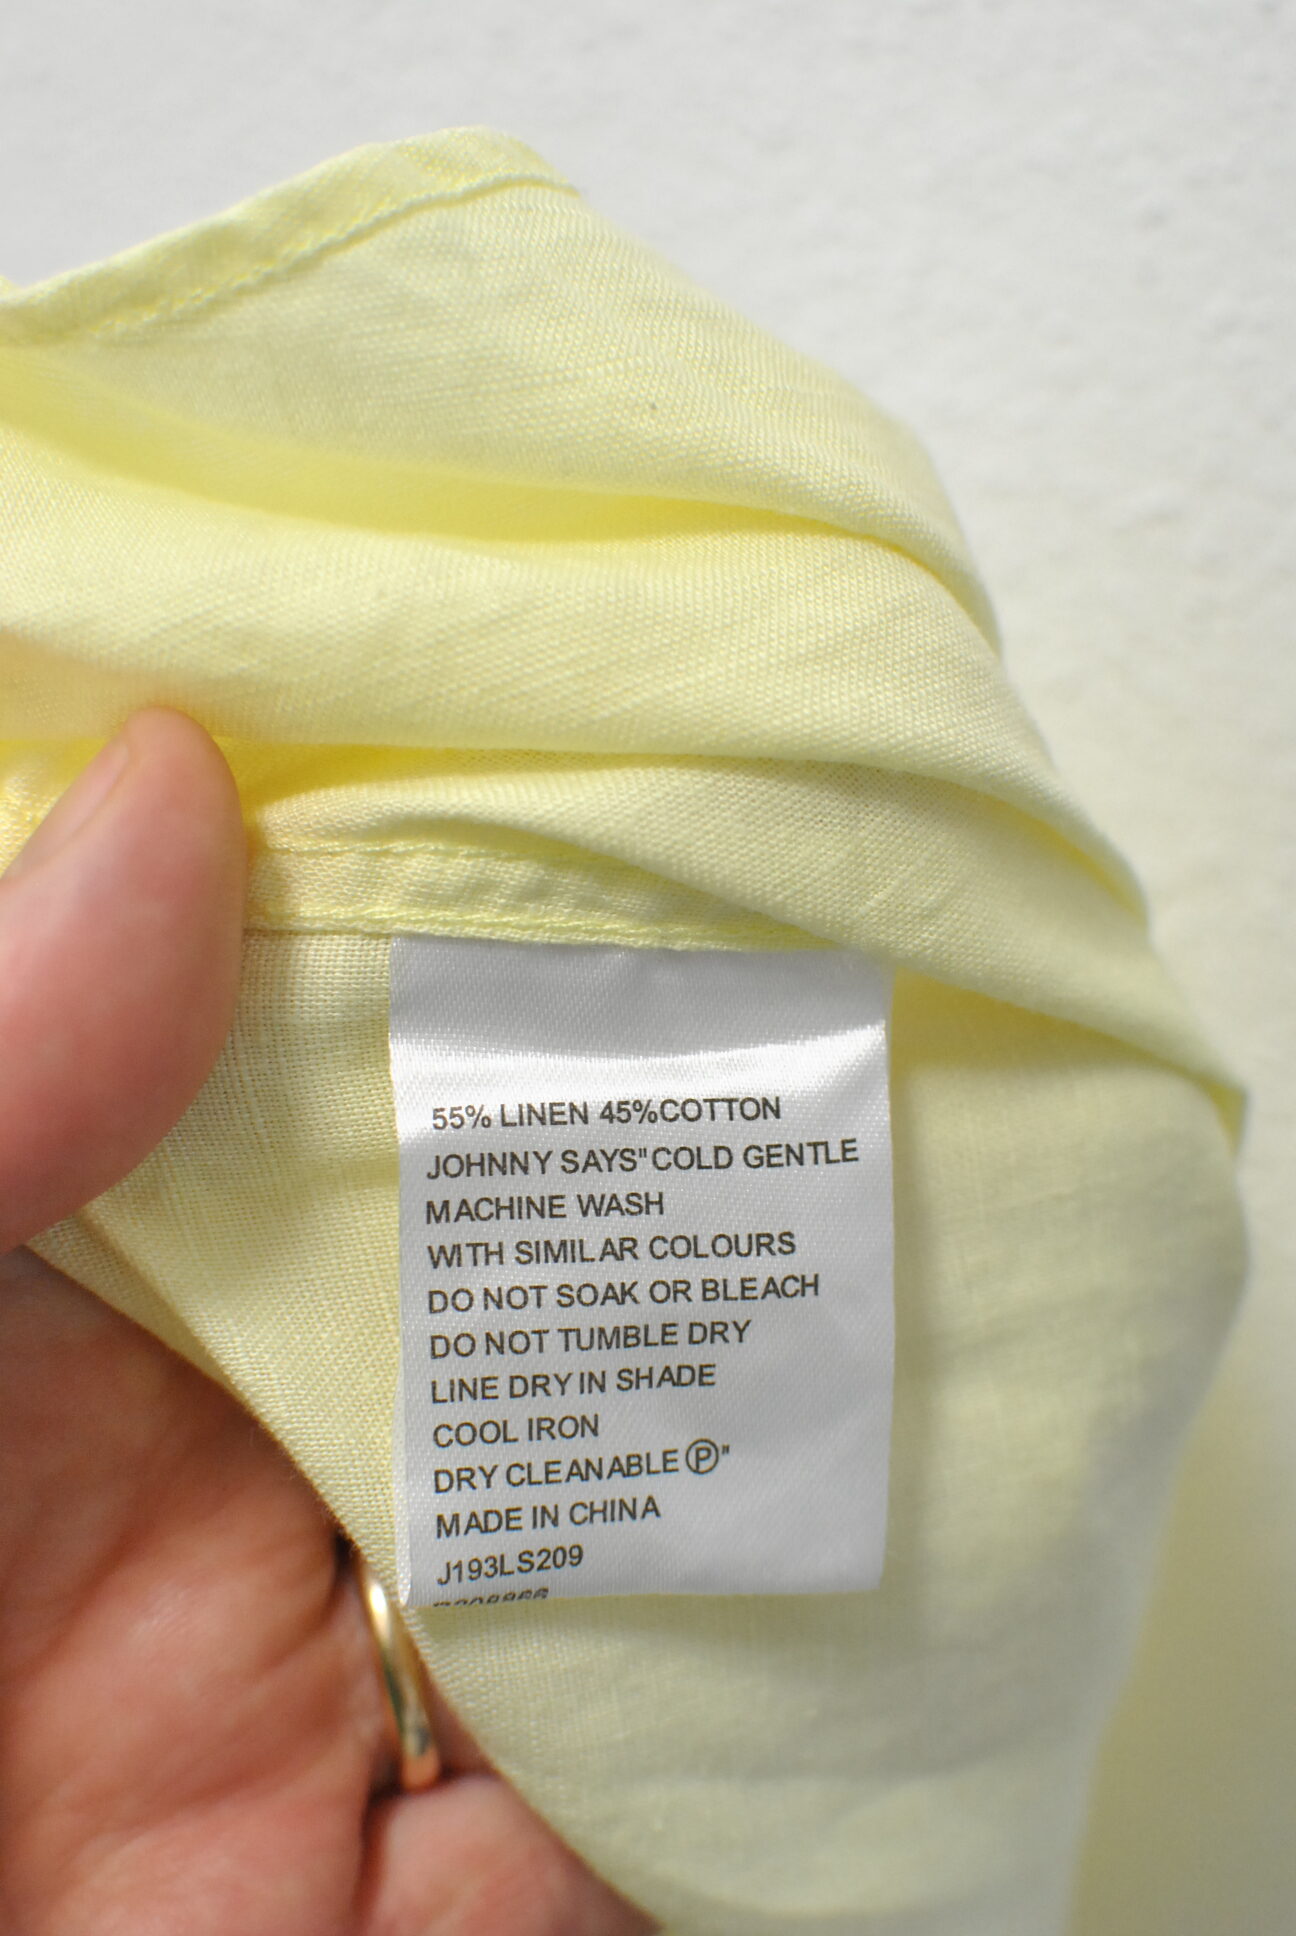 55% LINEN 45%COTTON
JOHNNY SAYS"COLD GENTLE
MACHINE WASH
WITH SIMILAR COLOURS
DO NOT SOAK OR BLEACH
DO NOT TUMBLE DRY
LINE DRY IN SHADE
COOL IRON
DRY CLEANABLE Ⓟ"
MADE IN CHINA
J193LS209